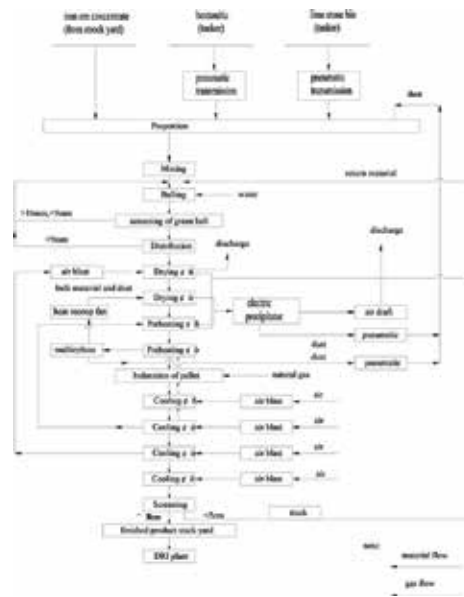 iron ore concentrate
(from stock yard)
bentonite
(tanker)
lime stone
(tanker)
pneumatic
transmission
pneumatic
transmission
dust
Proportion
Mixing
return material
Balling
water
screening of green ball
Distribution
discharge
discharge
air blast
Drying
bulk material and dust
Drying
electric
precipitator
air draft
heat recoup fan
Preheating
pneumatic
dust
multicyclone
Preheating
dust
pneumatic
Induration of pellet
natural gas
Cooling
air blast
air
Cooling
air blast
air
Cooling
air blast
air
Cooling
air blast
air
Screening
finished product stock yard
DRI plant
material flow
gas flow